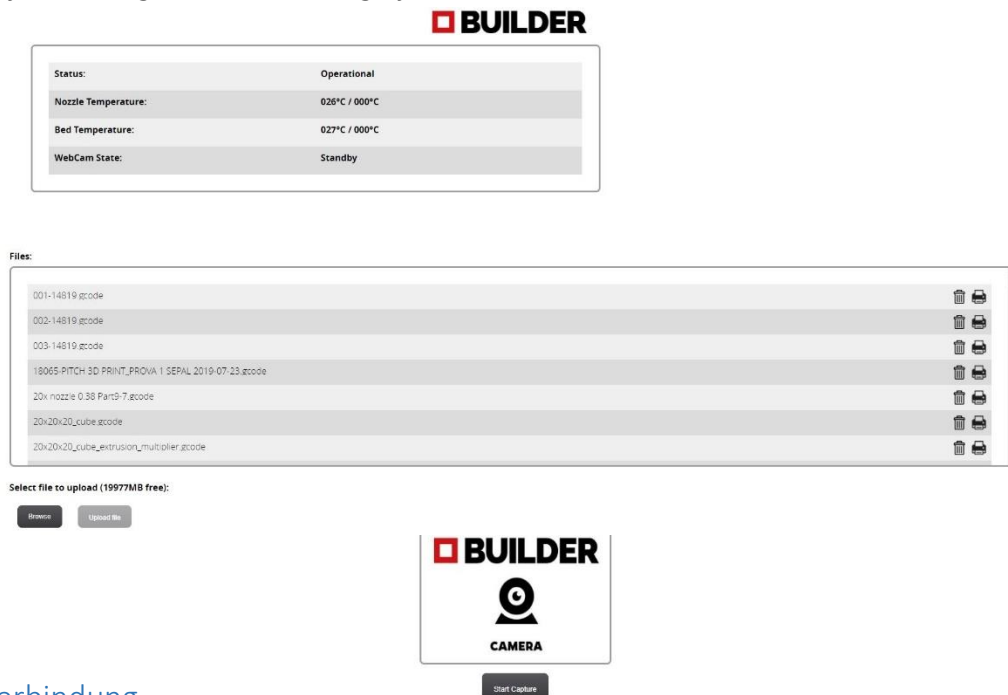 BUILDER
Status: Operational
Nozzle Temperature: 026°C / 000°C
Bed Temperature: 027°C / 000°C
WebCam State: Standby
Files:
001-14819.gcode
002-14819.gcode
003-14819.gcode
18065-PITCH 3D PRINT_PROVA 1 SEPAL 2019-07-23.gcode
20x nozzle 0.38 Part9-7.gcode
20x20x20_cube.gcode
20x20x20_cube_extrusion_multiplier.gcode
Select file to upload (19977MB free):
Browse Upload file
BUILDER
CAMERA
Start Capture